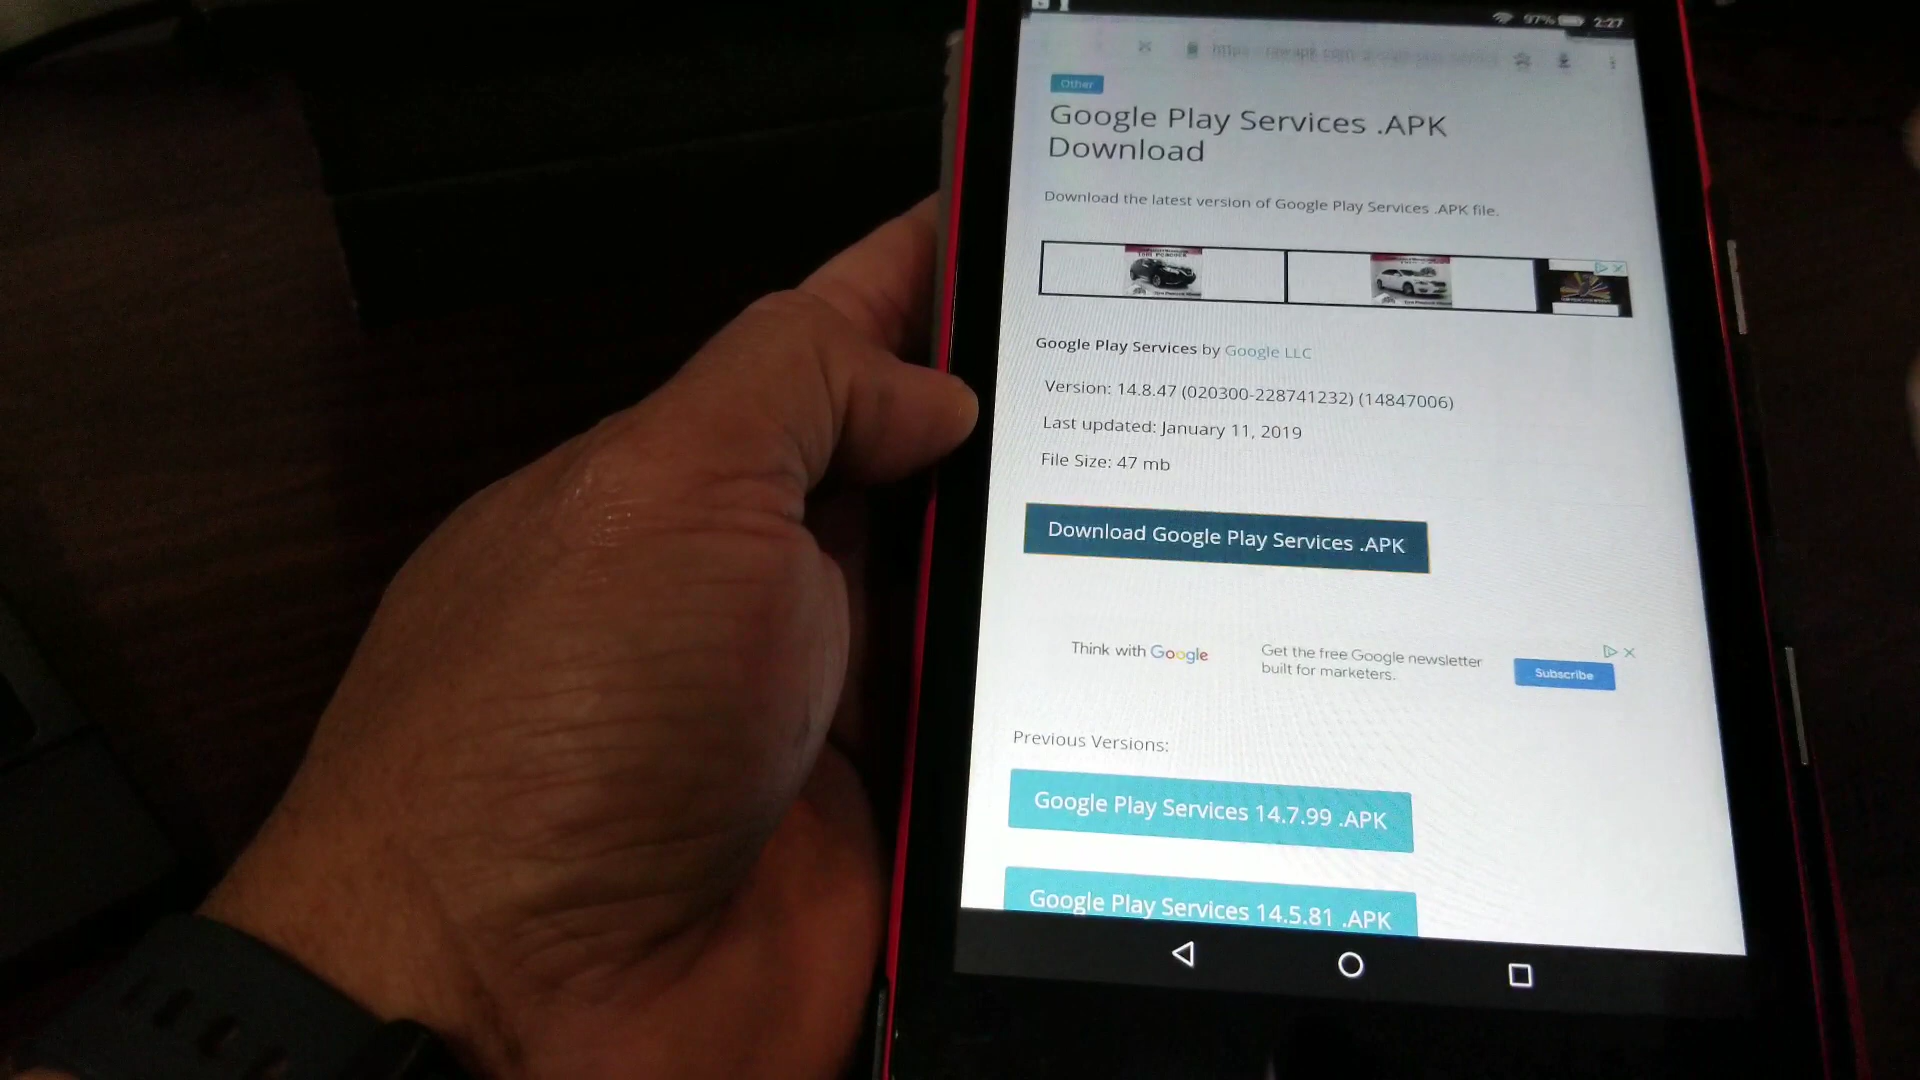 97% 2:27
Other
Google Play Services .APK
Download
Download the latest version of Google Play Services .APK file.
Google Play Services by Google LLC
Version: 14.8.47 (020300-228741232) (14847006)
Last updated: January 11, 2019
File Size: 47 mb
Download Google Play Services .APK
Think with Google
Get the free Google newsletter
built for marketers.
Subscribe
Previous Versions:
Google Play Services 14.7.99 .APK
Google Play Services 14.5.81 .APK